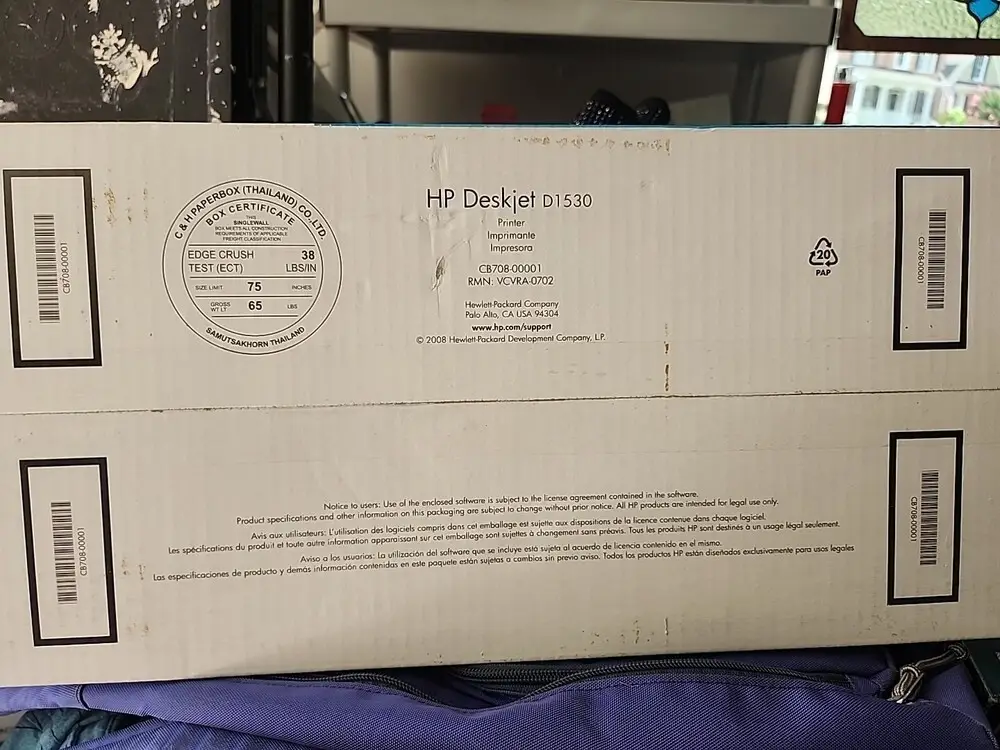 CB708-00001
C & H PAPERBOX (THAILAND) CO.,LTD.
BOX CERTIFICATE
THIS
SINGLEWALL
BOX MEETS ALL CONSTRUCTION
REQUIREMENTS OF APPLICABLE
FREIGHT CLASSIFICATION
EDGE CRUSH 38
TEST (ECT) LBS/IN
SIZE LIMIT 75 INCHES
GROSS
WT LT 65 LBS
SAMUTSAKHORN THAILAND
HP Deskjet D1530
Printer
Imprimante
Impresora
CB708-00001
RMN: VCVRA-0702
Hewlett-Packard Company
Palo Alto, CA USA 94304
www.hp.com/support
© 2008 Hewlett-Packard Development Company, L.P.
20
PAP
CB708-00001
CB708-00001
Notice to users: Use of the enclosed software is subject to the license agreement contained in the software.
Product specifications and other information on this packaging are subject to change without prior notice. All HP products are intended for legal use only.
Avis aux utilisateurs: L'utilisation des logiciels compris dans cet emballage est sujette aux dispositions de la licence contenue dans chaque logiciel.
Les spécifications du produit et toute autre information apparaissant sur cet emballage sont sujettes à changement sans préavis. Tous les produits HP sont destinés à un usage légal seulement.
Aviso a los usuarios: La utilización del software que se incluye está sujeta al acuerdo de licencia contenido en el mismo.
Las especificaciones de producto y demás información contenidas en este paquete están sujetas a cambios sin previo aviso. Todos los productos HP están diseñados exclusivamente para usos legales
CB708-00001